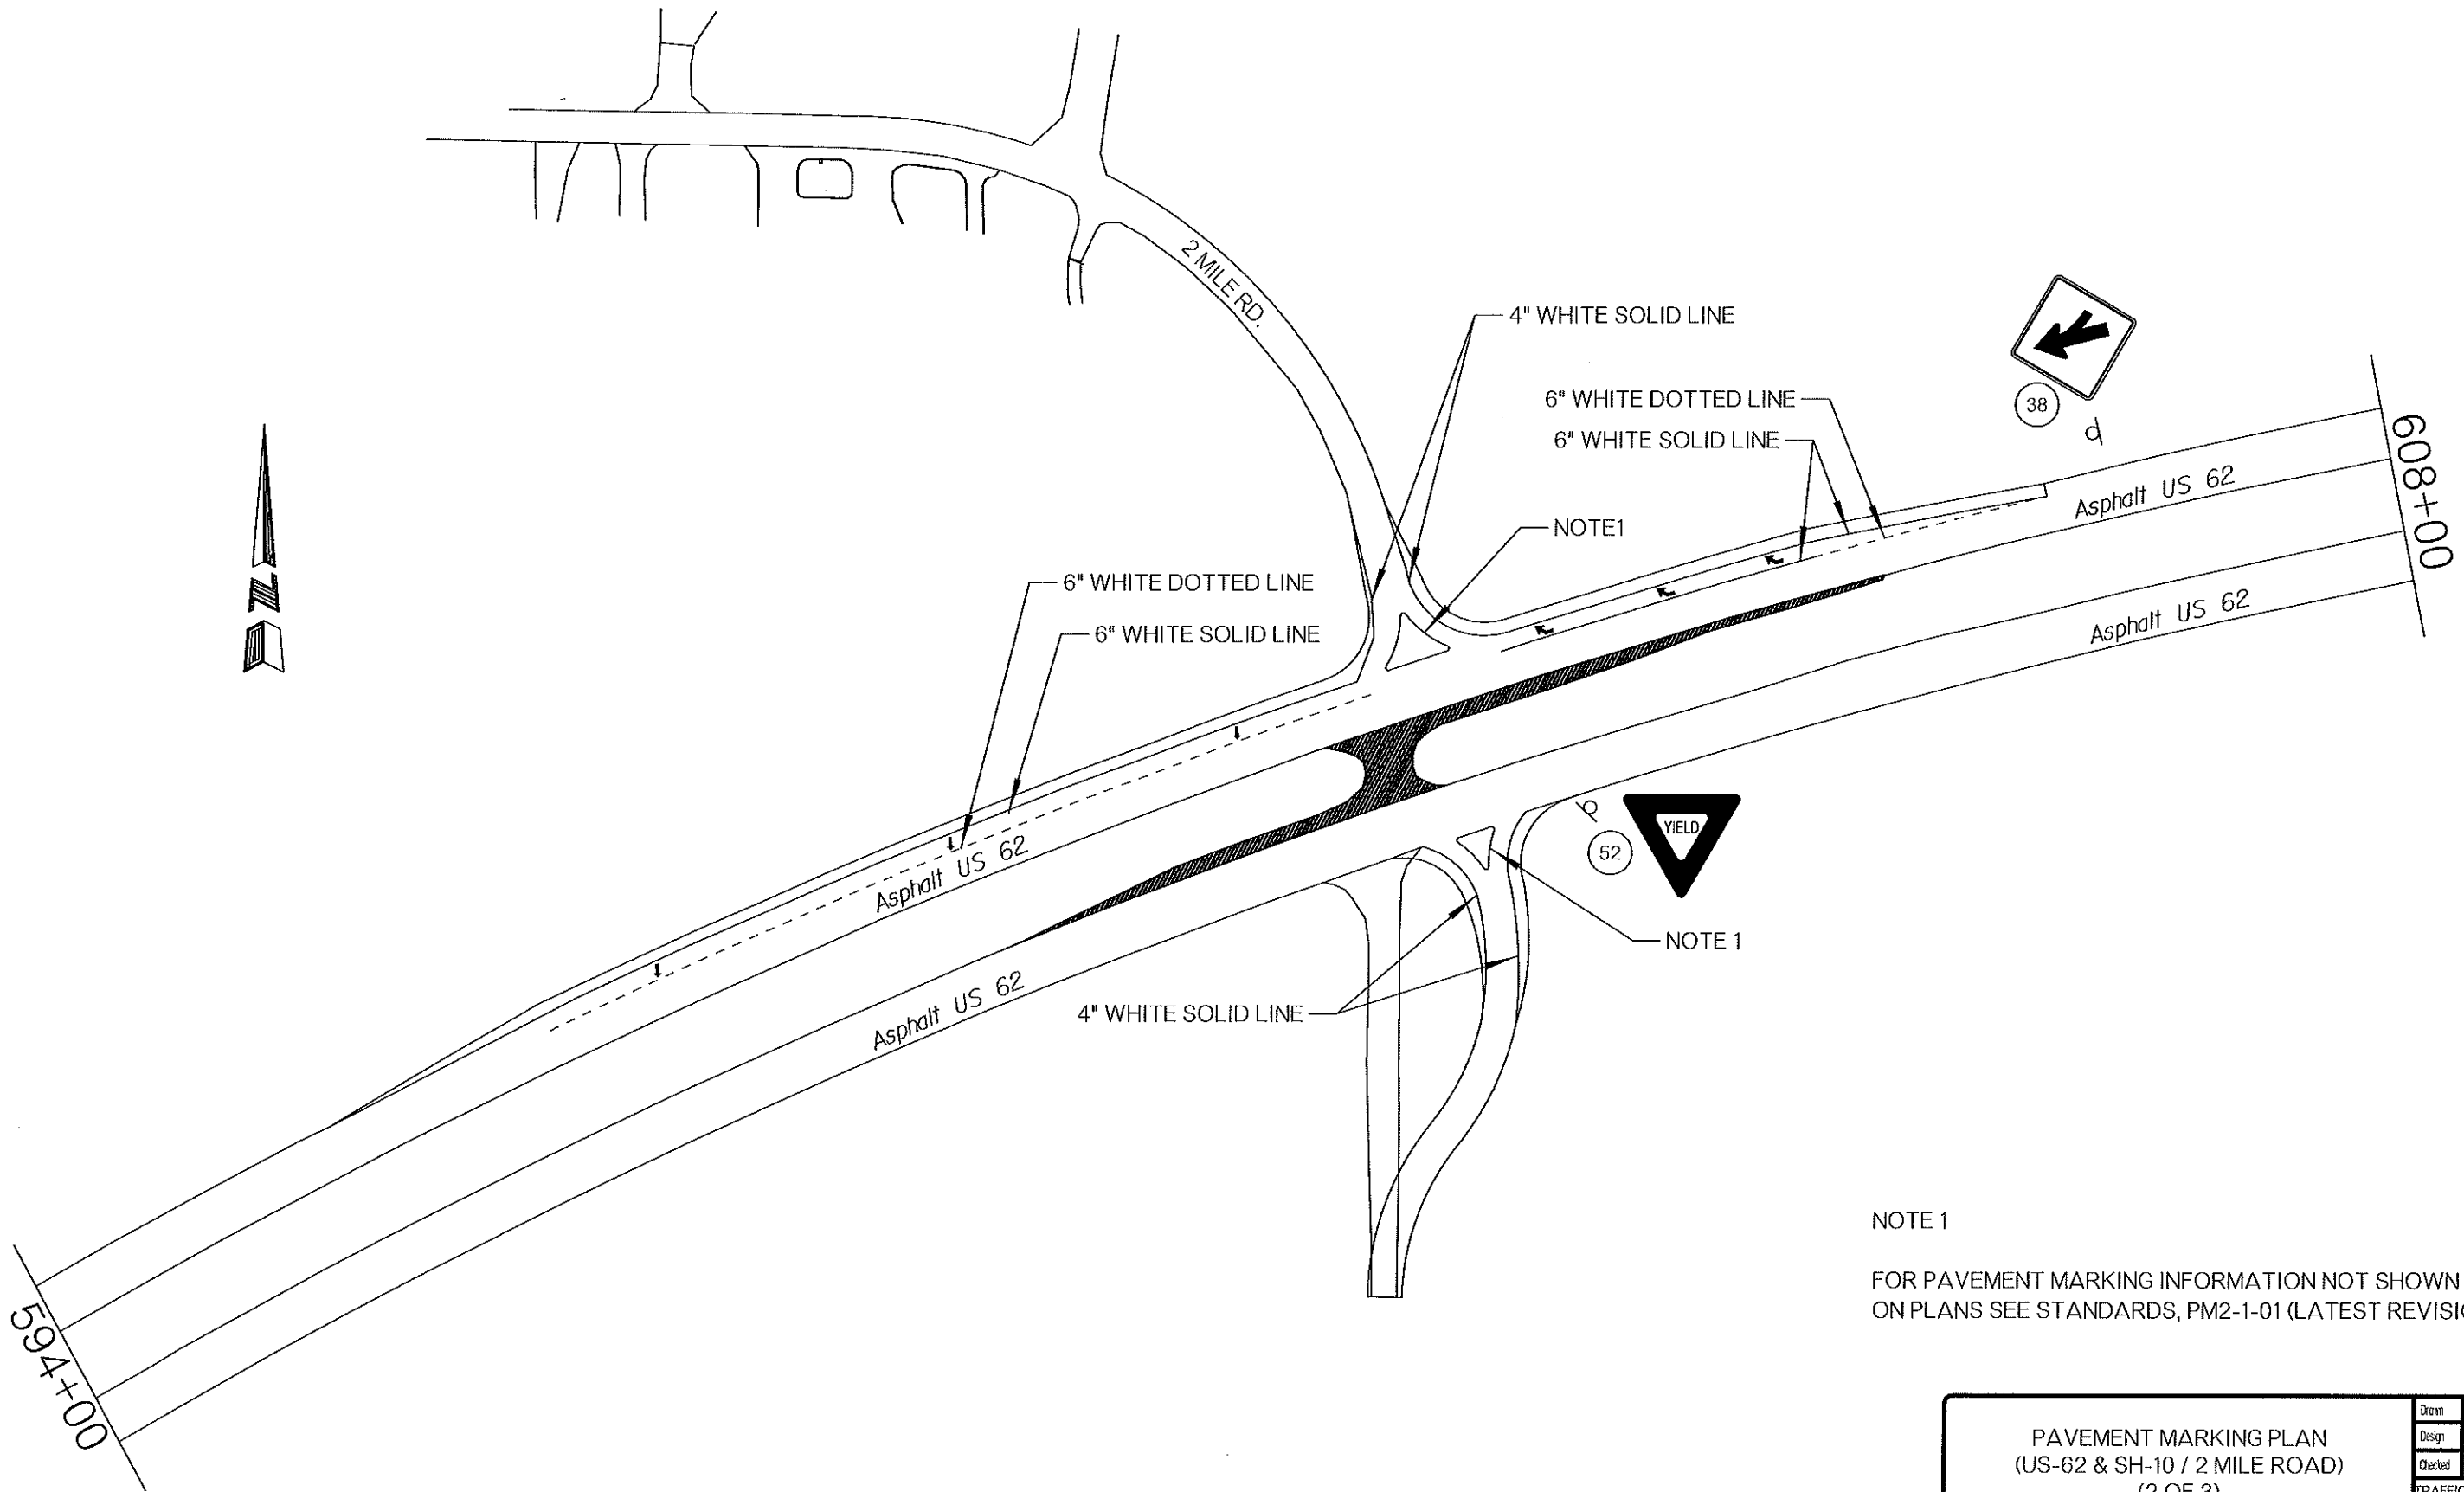 2 MILE RD.
4" WHITE SOLID LINE
6" WHITE DOTTED LINE
6" WHITE SOLID LINE
38
608+00
Asphalt US 62
NOTE1
N
6" WHITE DOTTED LINE
6" WHITE SOLID LINE
Asphalt US 62
YIELD
52
Asphalt US 62
NOTE 1
Asphalt US 62
4" WHITE SOLID LINE
594+00
NOTE 1
FOR PAVEMENT MARKING INFORMATION NOT SHOWN
ON PLANS SEE STANDARDS, PM2-1-01 (LATEST
PAVEMENT MARKING PLAN
(US-62 & SH-10 / 2 MILE ROAD)
(2 OF 3)
Drawn
Design
Checked